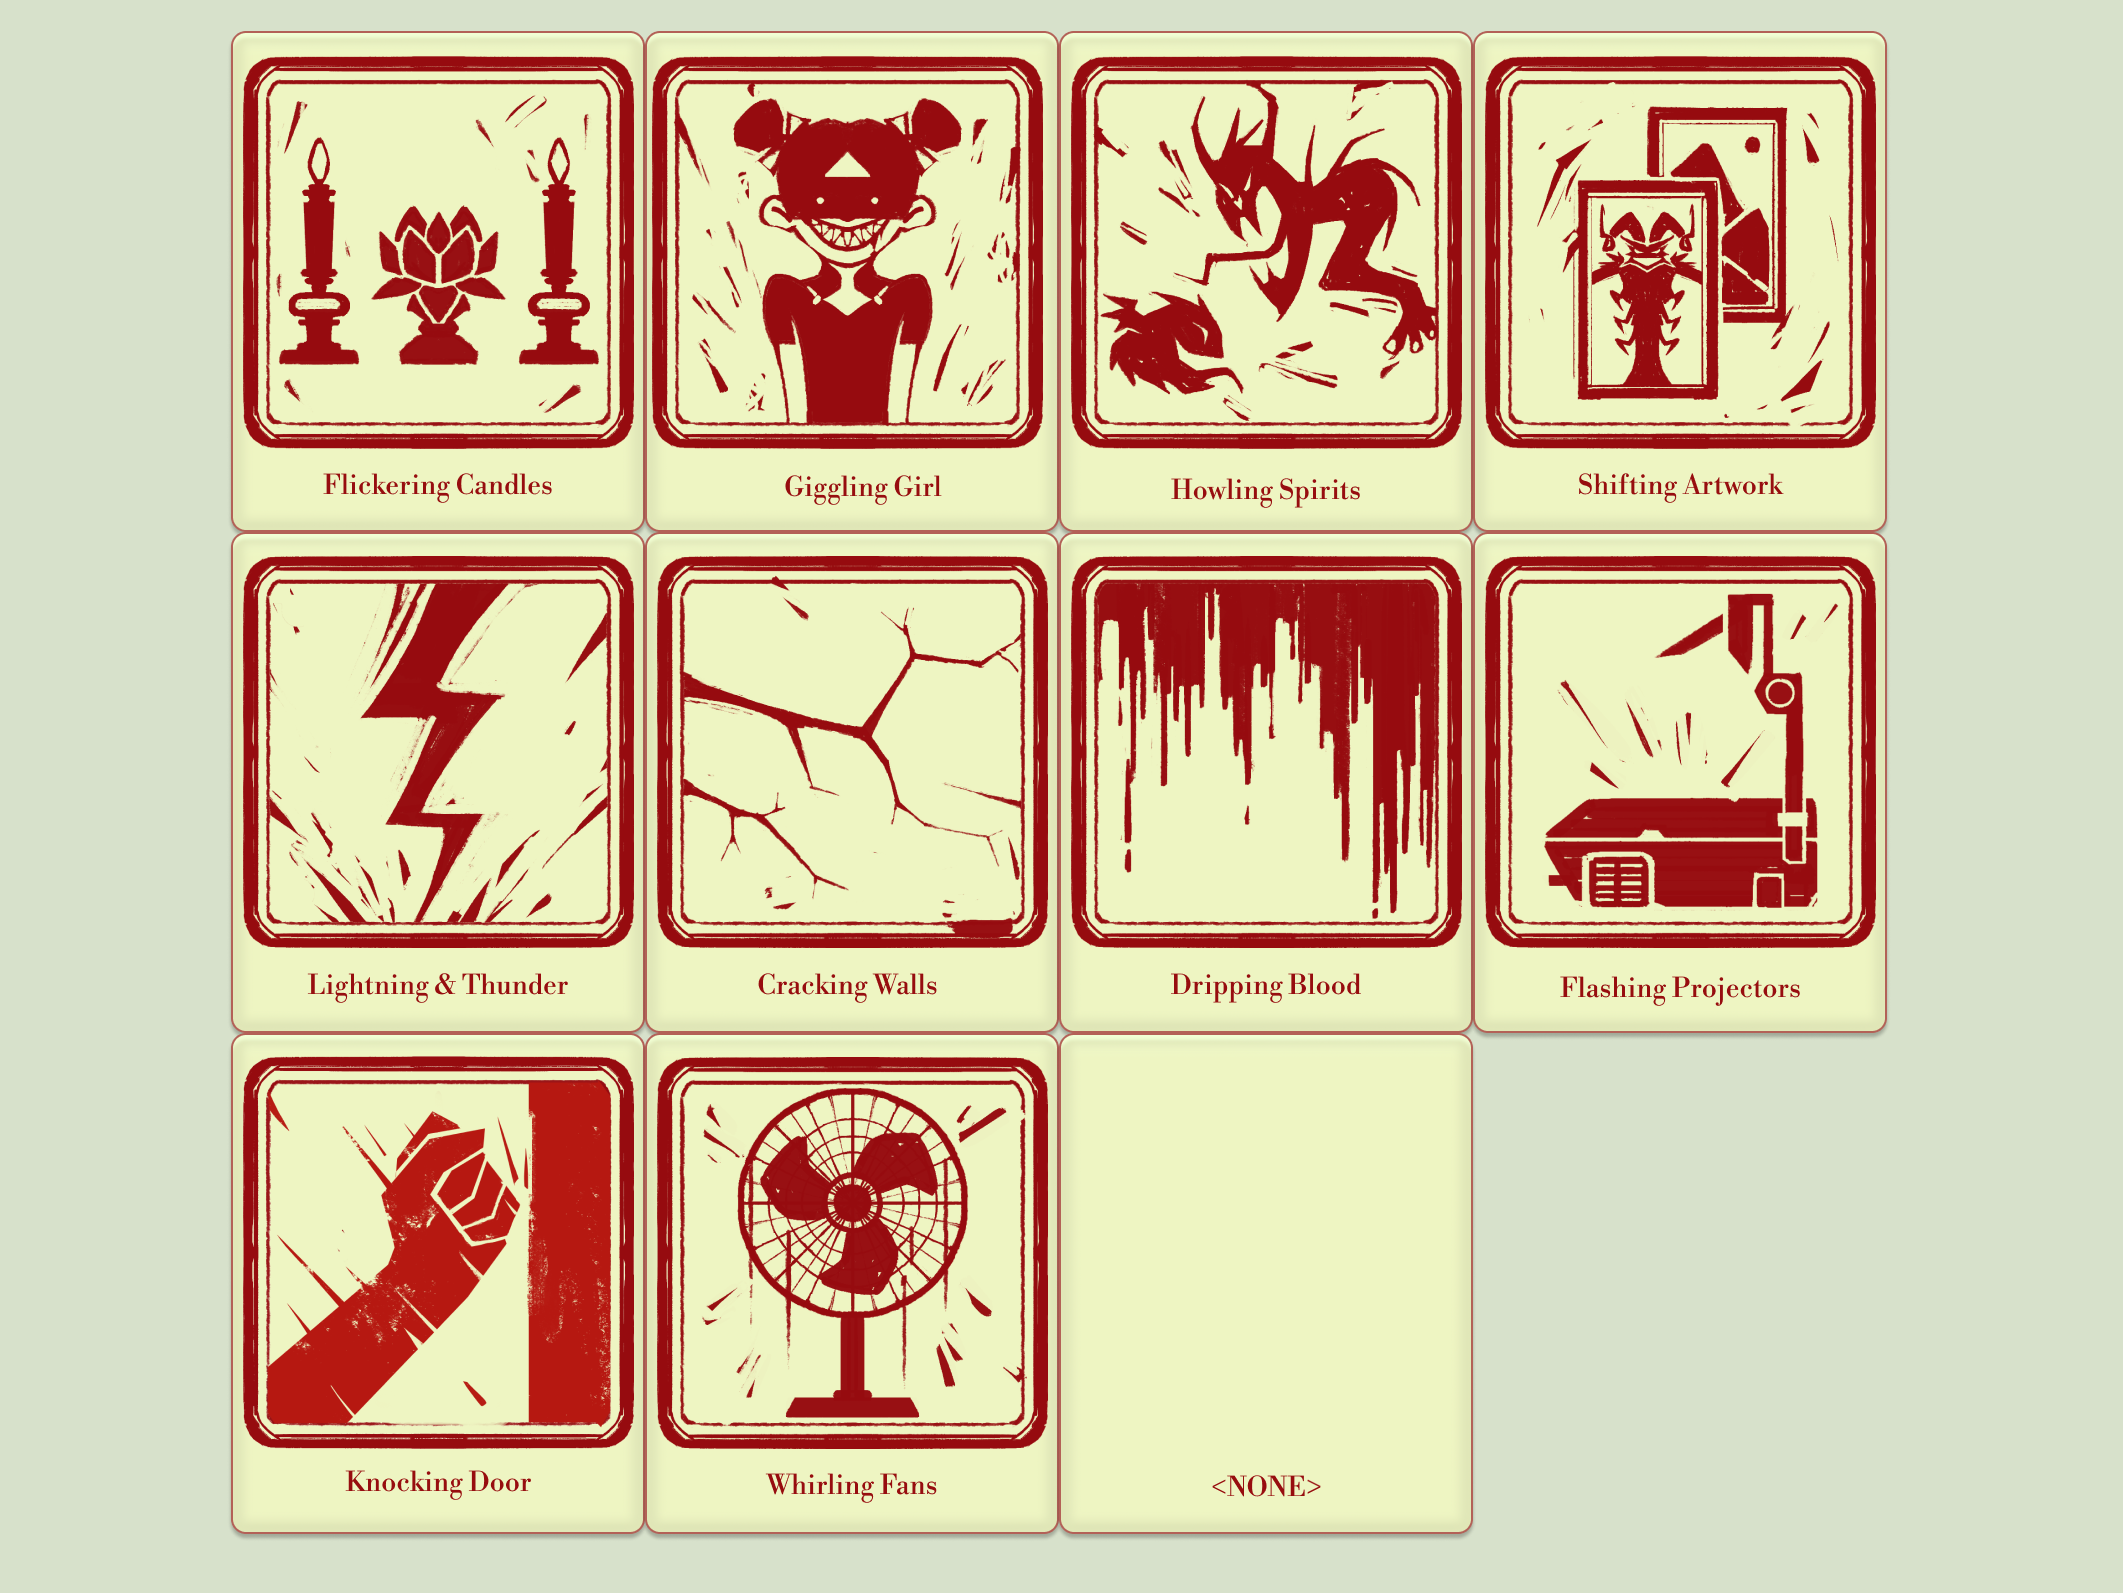 Flickering Candles
Giggling Girl
Howling Spirits
Shifting Artwork
Lightning & Thunder
Cracking Walls
Dripping Blood
Flashing Projectors
Knocking Door
Whirling Fans
<NONE>